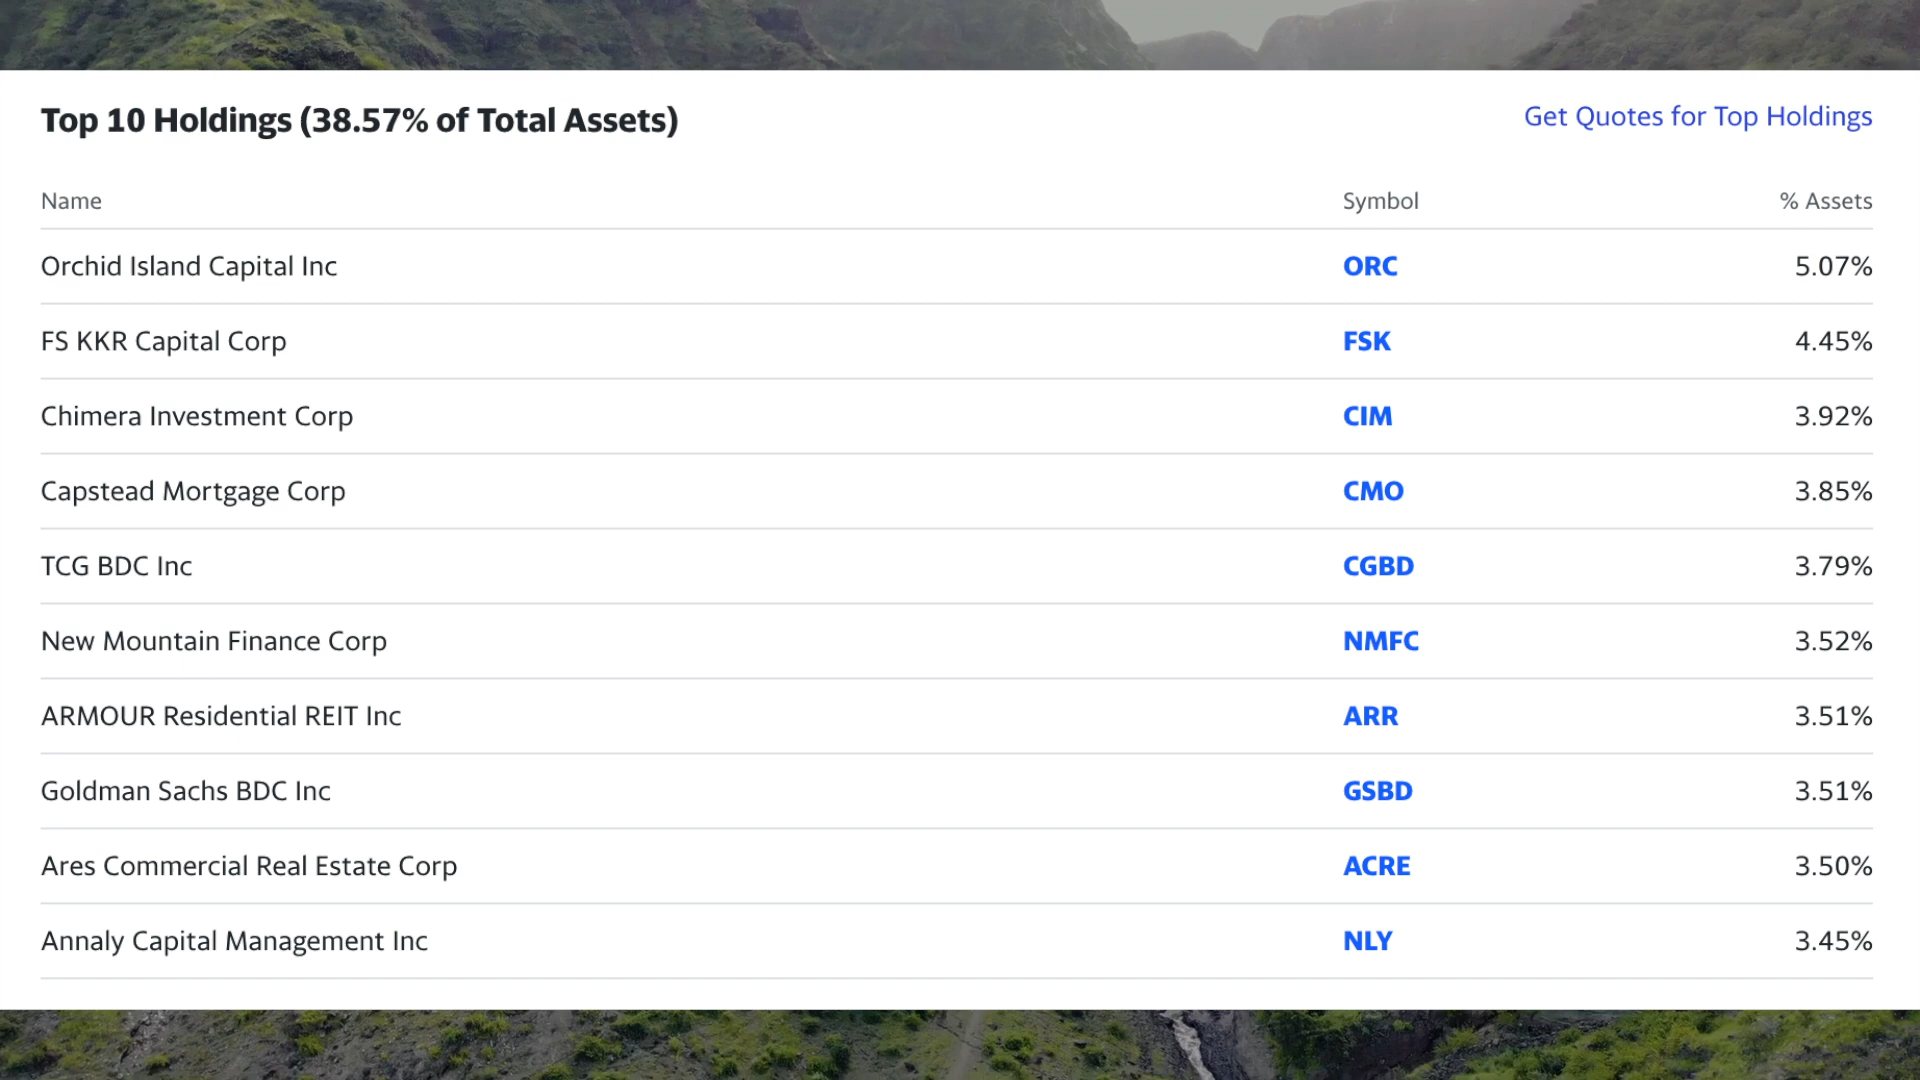 Top 10 Holdings (38.57% of Total Assets) Get Quotes for Top Holdings
Name Symbol % Assets
Orchid Island Capital Inc ORC 5.07%
FS KKR Capital Corp FSK 4.45%
Chimera Investment Corp CIM 3.92%
Capstead Mortgage Corp CMO 3.85%
TCG BDC Inc CGBD 3.79%
New Mountain Finance Corp NMFC 3.52%
ARMOUR Residential REIT Inc ARR 3.51%
Goldman Sachs BDC Inc GSBD 3.51%
Ares Commercial Real Estate Corp ACRE 3.50%
Annaly Capital Management Inc NLY 3.45%